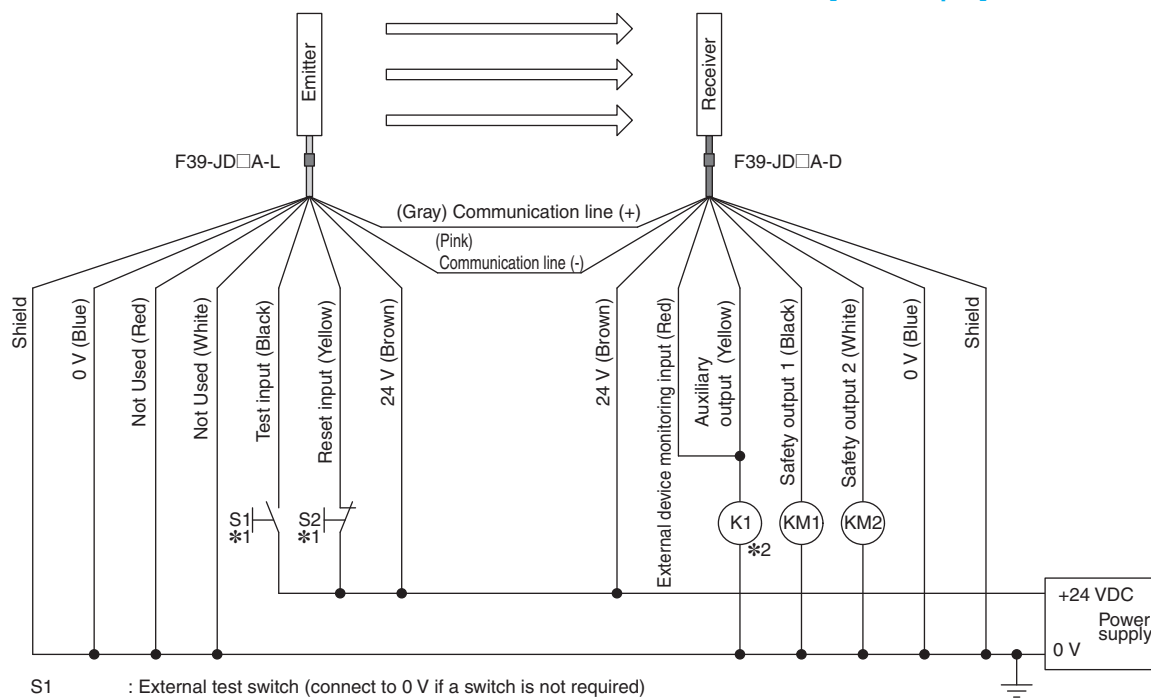 Emitter
Receiver
F39-JD□A-L
F39-JD□A-D
(Gray) Communication line (+)
(Pink)
Communication line (-)
Shield
0 V (Blue)
Not Used (Red)
Not Used (White)
Test input (Black)
Reset input (Yellow)
24 V (Brown)
24 V (Brown)
External device monitoring input (Red)
Auxiliary
output (Yellow)
Safety output 1 (Black)
Safety output 2 (White)
0 V (Blue)
Shield
S1
✻1
S2
✻1
K1
✻2
KM1
KM2
+24 VDC
Power
supply
0 V
S1 : External test switch (connect to 0 V if a switch is not required)